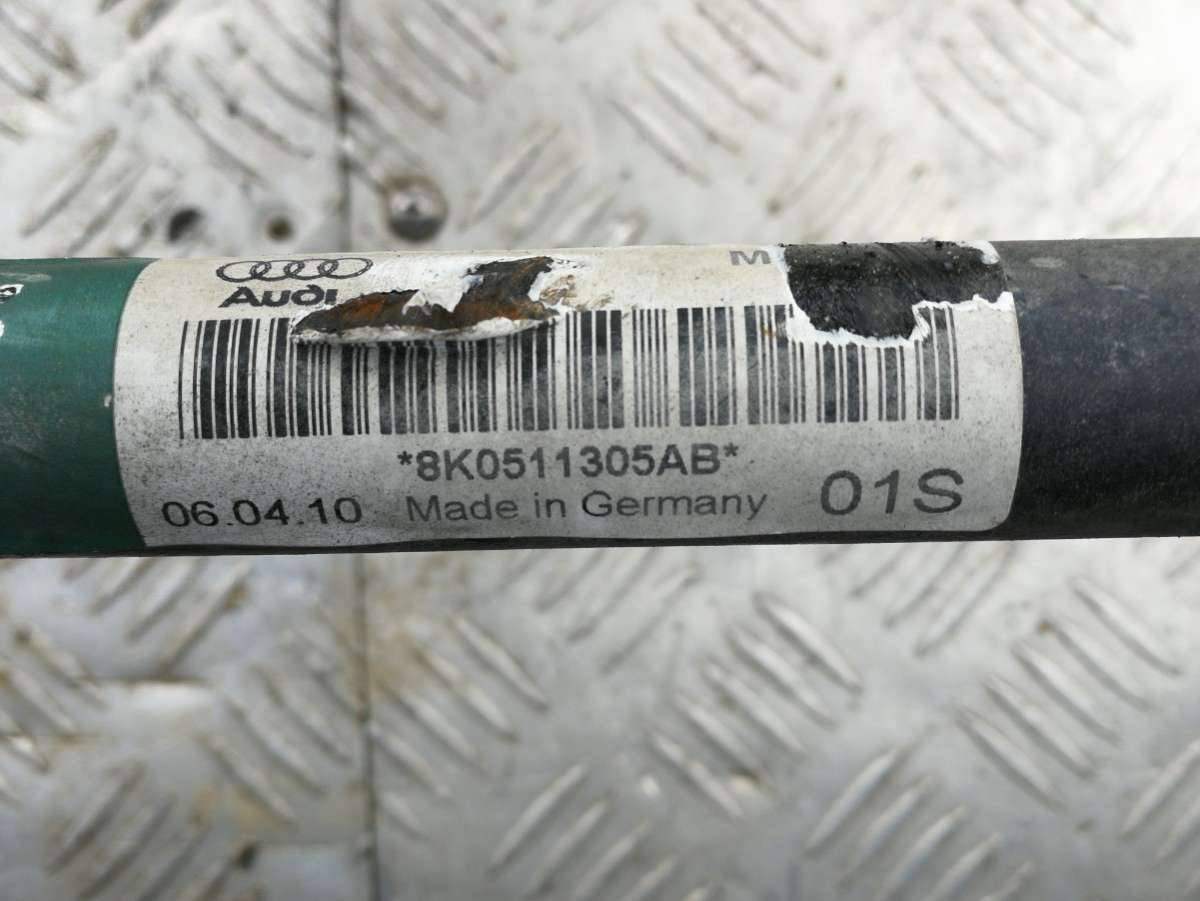 Audi
M
*8K0511305AB*
06.04.10 Made in Germany 01S